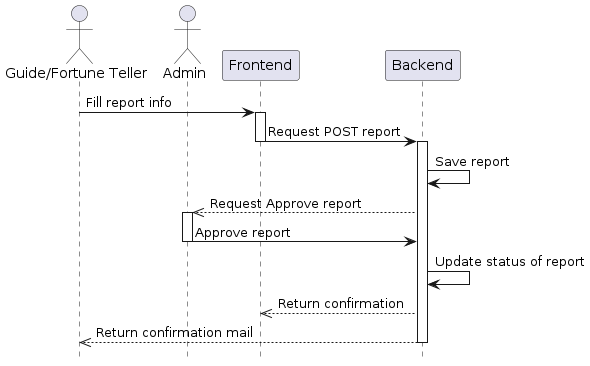 Guide/Fortune Teller
Admin
Frontend
Backend
Fill report info
Request POST report
Save report
Request Approve report
Approve report
Update status of report
Return confirmation
Return confirmation mail